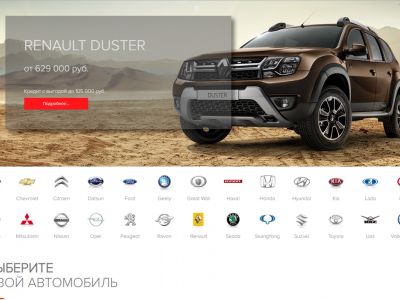 RENAULT DUSTER
от 629 000 руб.
Кредит с выгодой до 105 000 руб.
Подробнее...
DUSTER
Chevrolet Citroen Datsun Ford Geely Great Wall Haval Honda Hyundai Kia Lada
Mitsubishi Nissan Opel Peugeot Ravon Renault Skoda SsangYong Suzuki Toyota Uaz
ЫБЕРИТЕ
ВОЙ АВТОМОБИЛЬ